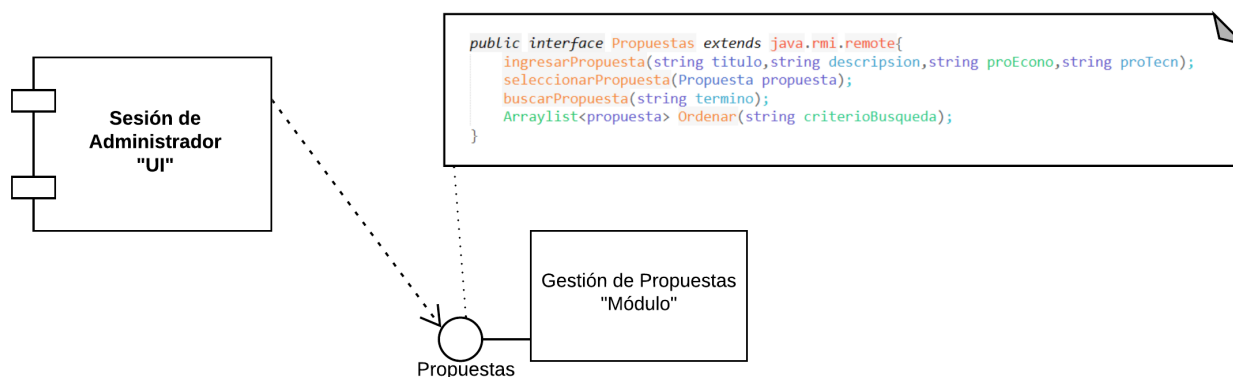 public interface Propuestas extends java.rmi.remote{
ingresarPropuesta(string titulo,string descripsion,string proEcono,string proTecn);
seleccionarPropuesta(Propuesta propuesta);
buscarPropuesta(string termino);
Arraylist<propuesta> Ordenar(string criterioBusqueda);
}
Sesión de
Administrador
"UI"
Gestión de Propuestas
"Módulo"
Propuestas